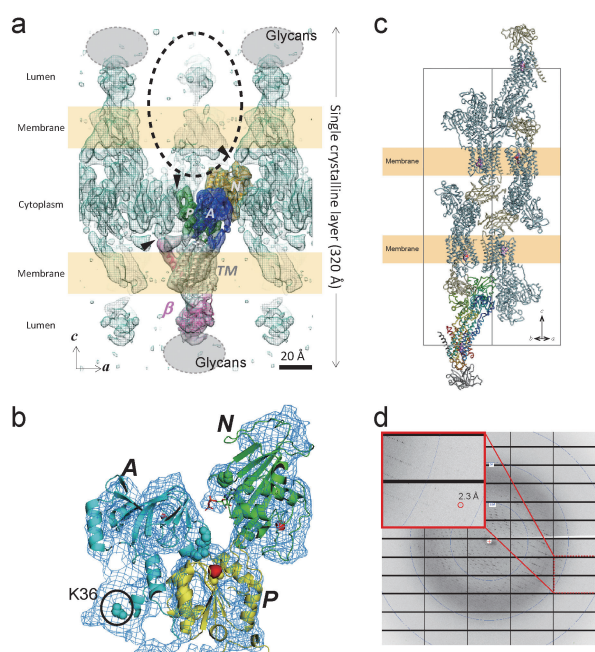 a
Glycans
Lumen
Membrane
Cytoplasm
N
P
A
Membrane
TM
β
Lumen
Glycans
c
a
20 Å
Single crystalline layer (320 Å)
c
Membrane
Membrane
c
b
a
b
N
A
K36
P
d
2.3 Å